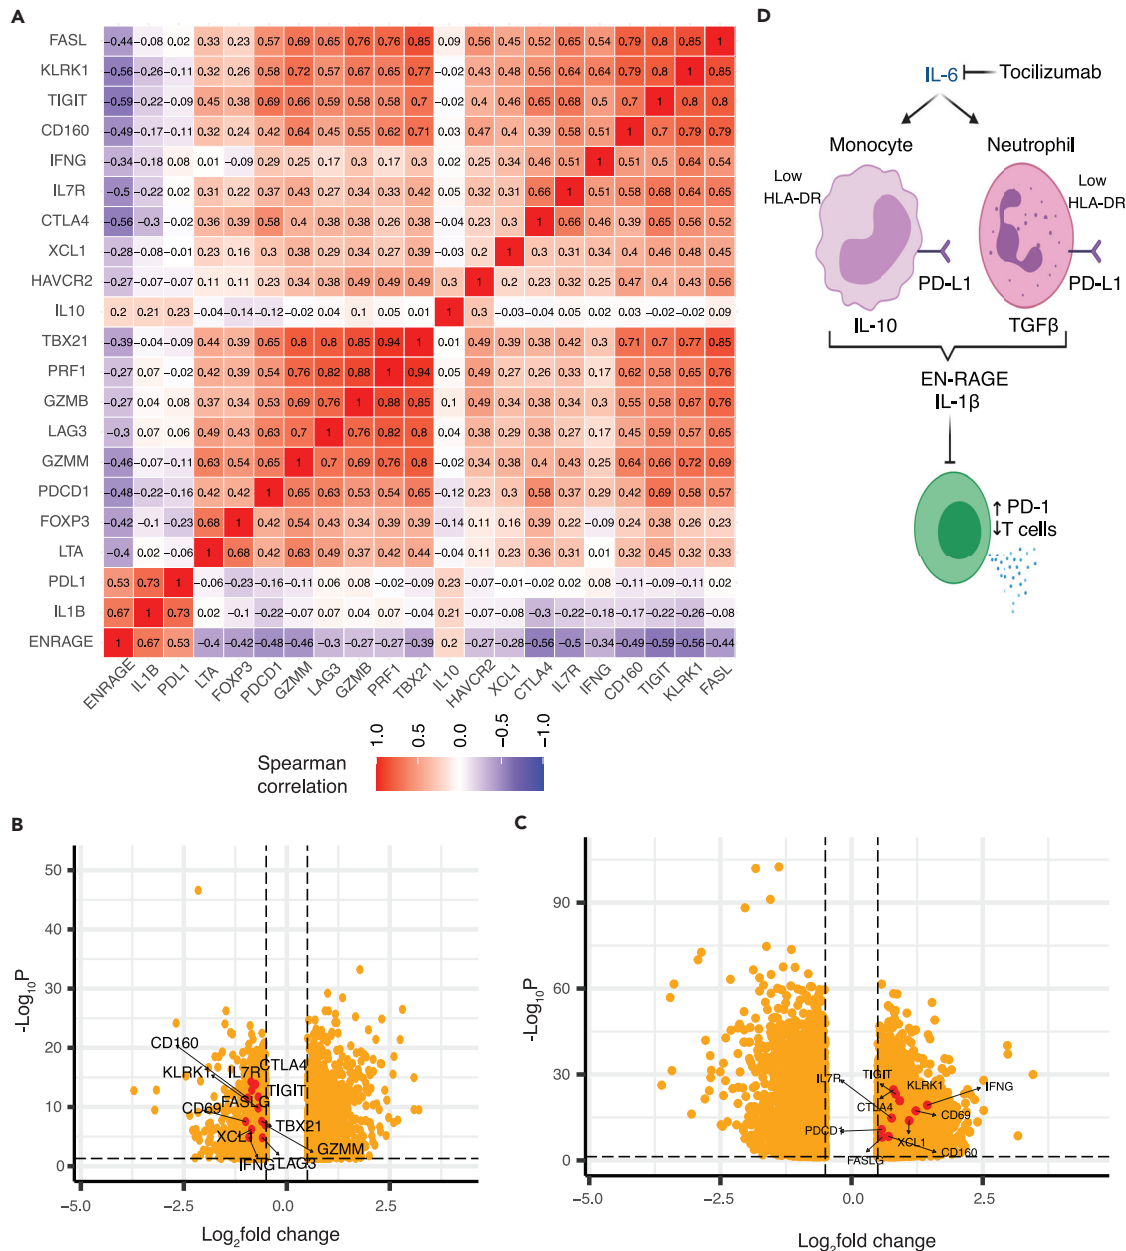 A
FASL −0.44 −0.08 0.02 0.33 0.23 0.57 0.69 0.65 0.76 0.76 0.85 0.09 0.56 0.45 0.52 0.65 0.54 0.79 0.8 0.85 1
KLRK1 −0.56 −0.26 −0.11 0.32 0.26 0.58 0.72 0.57 0.67 0.65 0.77 −0.02 0.43 0.48 0.56 0.64 0.64 0.79 0.8 1 0.85
TIGIT −0.59 −0.22 −0.09 0.45 0.38 0.69 0.66 0.59 0.58 0.58 0.7 −0.02 0.4 0.46 0.65 0.68 0.5 0.7 1 0.8 0.8
CD160 −0.49 −0.17 −0.11 0.32 0.24 0.42 0.64 0.45 0.55 0.62 0.71 0.03 0.47 0.4 0.39 0.58 0.51 1 0.7 0.79 0.79
IFNG −0.34 −0.18 0.08 0.01 −0.09 0.29 0.25 0.17 0.3 0.17 0.3 0.02 0.25 0.34 0.46 0.51 1 0.51 0.5 0.64 0.54
IL7R −0.5 −0.22 0.02 0.31 0.22 0.37 0.43 0.27 0.34 0.33 0.42 0.05 0.32 0.31 0.66 1 0.51 0.58 0.68 0.64 0.65
CTLA4 −0.56 −0.3 −0.02 0.36 0.39 0.58 0.4 0.38 0.38 0.26 0.38 −0.04 0.23 0.3 1 0.66 0.46 0.39 0.65 0.56 0.52
XCL1 −0.28 −0.08 −0.01 0.23 0.16 0.3 0.38 0.29 0.34 0.27 0.39 −0.03 0.2 1 0.3 0.31 0.34 0.4 0.46 0.48 0.45
HAVCR2 −0.27 −0.07 −0.07 0.11 0.11 0.23 0.34 0.38 0.49 0.49 0.49 0.3 1 0.2 0.23 0.32 0.25 0.47 0.4 0.43 0.56
IL10 0.2 0.21 0.23 −0.04 −0.14 −0.12 −0.02 0.04 0.1 0.05 0.01 1 0.3 −0.03 −0.04 0.05 0.02 0.03 −0.02 −0.02 0.09
TBX21 −0.39 −0.04 −0.09 0.44 0.39 0.65 0.8 0.8 0.85 0.94 1 0.01 0.49 0.39 0.38 0.42 0.3 0.71 0.7 0.77 0.85
PRF1 −0.27 0.07 −0.02 0.42 0.39 0.54 0.76 0.82 0.88 1 0.94 0.05 0.49 0.27 0.26 0.33 0.17 0.62 0.58 0.65 0.76
GZMB −0.27 0.04 0.08 0.37 0.34 0.53 0.69 0.76 1 0.88 0.85 0.1 0.49 0.34 0.38 0.34 0.3 0.55 0.58 0.67 0.76
LAG3 −0.3 0.07 0.06 0.49 0.43 0.63 0.7 1 0.76 0.82 0.8 0.04 0.38 0.29 0.38 0.27 0.17 0.45 0.59 0.57 0.65
GZMM −0.46 −0.07 −0.11 0.63 0.54 0.65 1 0.7 0.69 0.76 0.8 −0.02 0.34 0.38 0.4 0.43 0.25 0.64 0.66 0.72 0.69
PDCD1 −0.48 −0.22 −0.16 0.42 0.42 1 0.65 0.63 0.53 0.54 0.65 −0.12 0.23 0.3 0.58 0.37 0.29 0.42 0.69 0.58 0.57
FOXP3 −0.42 −0.1 −0.23 0.68 1 0.42 0.54 0.43 0.34 0.39 0.39 −0.14 0.11 0.16 0.39 0.22 −0.09 0.24 0.38 0.26 0.23
LTA −0.4 0.02 −0.06 1 0.68 0.42 0.63 0.49 0.37 0.42 0.44 −0.04 0.11 0.23 0.36 0.31 0.01 0.32 0.45 0.32 0.33
PDL1 0.53 0.73 1 −0.06 −0.23 −0.16 −0.11 0.06 0.08 −0.02 −0.09 0.23 −0.07 −0.01 −0.02 0.02 0.08 −0.11 −0.09 −0.11 0.02
IL1B 0.67 1 0.73 0.02 −0.1 −0.22 −0.07 0.07 0.04 0.07 −0.04 0.21 −0.07 −0.08 −0.3 −0.22 −0.18 −0.17 −0.22 −0.26 −0.08
ENRAGE 1 0.67 0.53 −0.4 −0.42 −0.48 −0.46 −0.3 −0.27 −0.27 −0.39 0.2 −0.27 −0.28 −0.56 −0.5 −0.34 −0.49 −0.59 −0.56 −0.44
ENRAGE IL1B PDL1 LTA FOXP3 PDCD1 GZMM LAG3 GZMB PRF1 TBX21 IL10 HAVCR2 XCL1 CTLA4 IL7R IFNG CD160 TIGIT KLRK1 FASL
Spearman
correlation
1.0 0.5 0.0 −0.5 −1.0
D
IL-6
Tocilizumab
Monocyte
Neutrophil
Low
HLA-DR
Low
HLA-DR
PD-L1
PD-L1
IL-10
TGFβ
EN-RAGE
IL-1β
↑ PD-1
↓T cells
B
-Log10P
50
40
30
20
10
0
CD160
KLRK1
IL7R
CTLA4
TIGIT
FASLG
CD69
TBX21
XCL1
GZMM
IFNG
LAG3
−5.0 −2.5 0.0 2.5
Log2fold change
C
-Log10P
90
60
30
0
IL7R
TIGIT
KLRK1
IFNG
CTLA4
CD69
PDCD1
XCL1
CD160
FASLG
−5.0 −2.5 0.0 2.5
Log2fold change